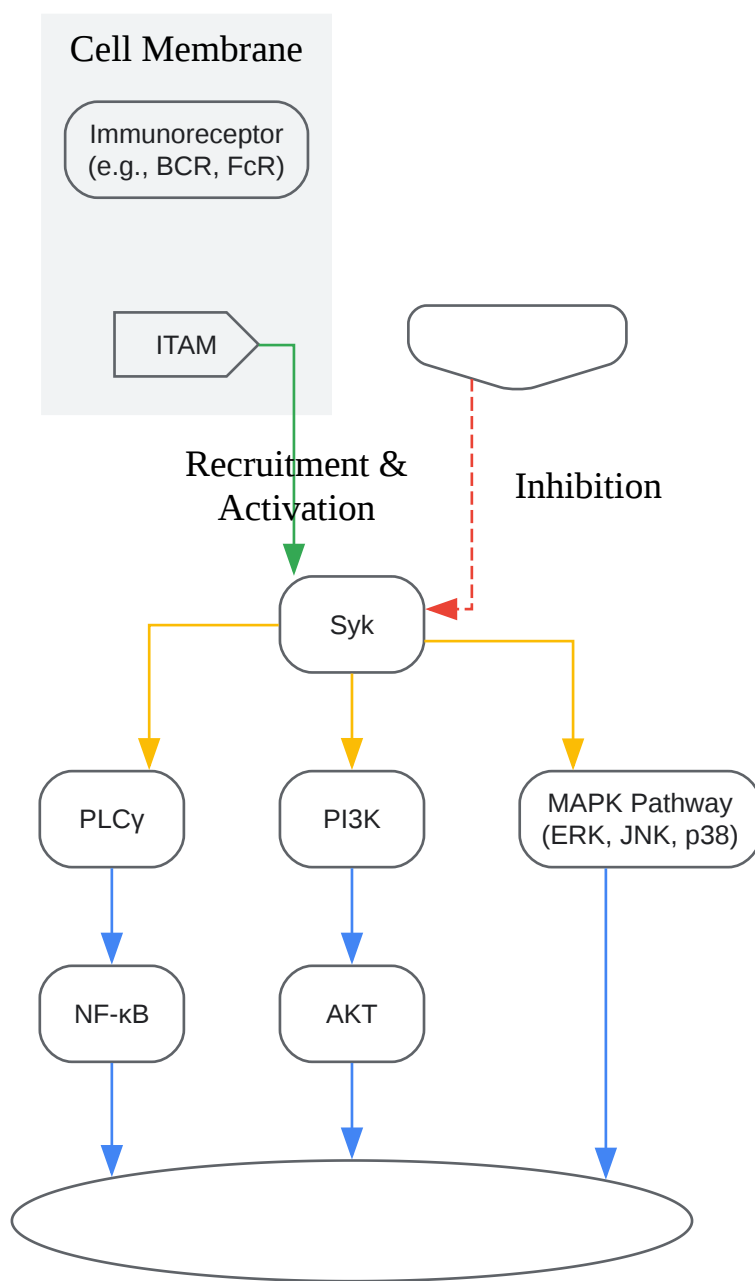 Cell Membrane
Immunoreceptor
(e.g., BCR, FcR)
ITAM
Recruitment &
Activation
Inhibition
Syk
PLCγ
PI3K
MAPK Pathway
(ERK, JNK, p38)
NF-κB
AKT